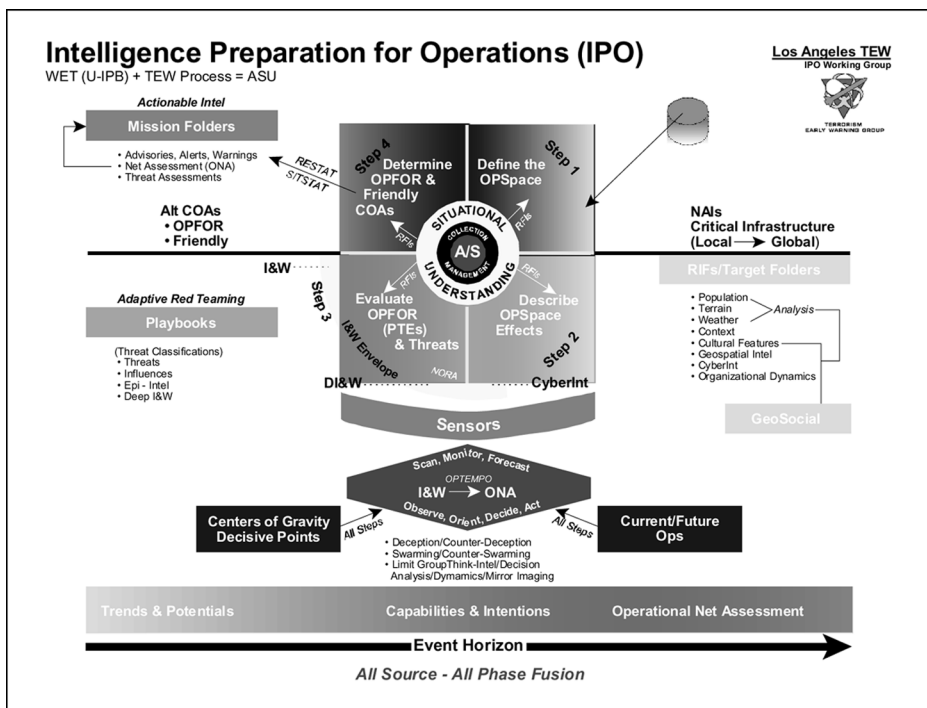 Intelligence Preparation for Operations (IPO)
WET (U-IPB) + TEW Process = ASU
Los Angeles TEW
IPO Working Group
TERRORISM
EARLY WARNING GROUP
Actionable Intel
Mission Folders
• Advisories, Alerts, Warnings
• Net Assessment (ONA)
• Threat Assessments
RESTAT
SITSTAT
Alt COAs
• OPFOR
• Friendly
Step 4
Determine
OPFOR &
Friendly
COAs
RFIs
Step 1
Define the
OPSpace
RFIs
SITUATIONAL
UNDERSTANDING
COLLECTION
MANAGEMENT
A/S
NAIs
Critical Infrastructure
(Local → Global)
RIFs/Target Folders
• Population
• Terrain
• Weather
• Context
• Cultural Features
• Geospatial Intel
• CyberInt
• Organizational Dynamics
Analysis
GeoSocial
I&W
Step 3
RFIs
Evaluate
OPFOR
(PTEs)
& Threats
I&W Envelope
NORA
DI&W
RFIs
Describe
OPSpace
Effects
Step 2
CyberInt
Adaptive Red Teaming
Playbooks
(Threat Classifications)
• Threats
• Influences
• Epi - Intel
• Deep I&W
Sensors
Scan, Monitor, Forecast
OPTEMPO
I&W → ONA
Observe, Orient, Decide, Act
Centers of Gravity
Decisive Points
All Steps
Current/Future
Ops
All Steps
• Deception/Counter-Deception
• Swarming/Counter-Swarming
• Limit GroupThink-Intel/Decision
Analysis/Dymamics/Mirror Imaging
Trends & Potentials
Capabilities & Intentions
Operational Net Assessment
Event Horizon
All Source - All Phase Fusion